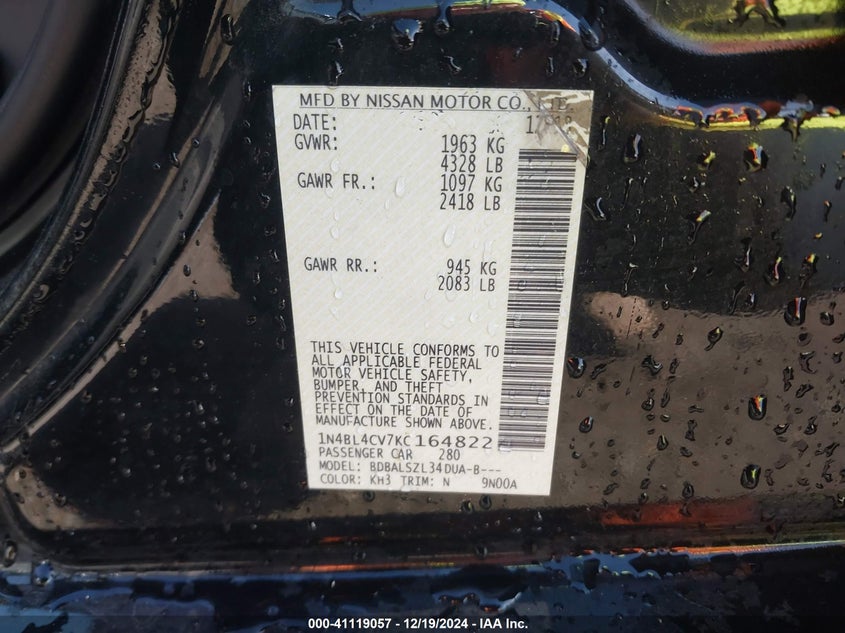 MFD BY NISSAN MOTOR CO., LTD.
DATE:
GVWR: 1963 KG
4328 LB
GAWR FR.: 1097 KG
2418 LB
GAWR RR.: 945 KG
2083 LB
THIS VEHICLE CONFORMS TO
ALL APPLICABLE FEDERAL
MOTOR VEHICLE SAFETY,
BUMPER, AND THEFT
PREVENTION STANDARDS IN
EFFECT ON THE DATE OF
MANUFACTURE SHOWN ABOVE.
1N4BL4CV7KC164822
PASSENGER CAR 280
MODEL: BDBALSZL34DUA-B---
COLOR: KH3 TRIM: N 9N00A
000-41119057 - 12/19/2024 - IAA Inc.